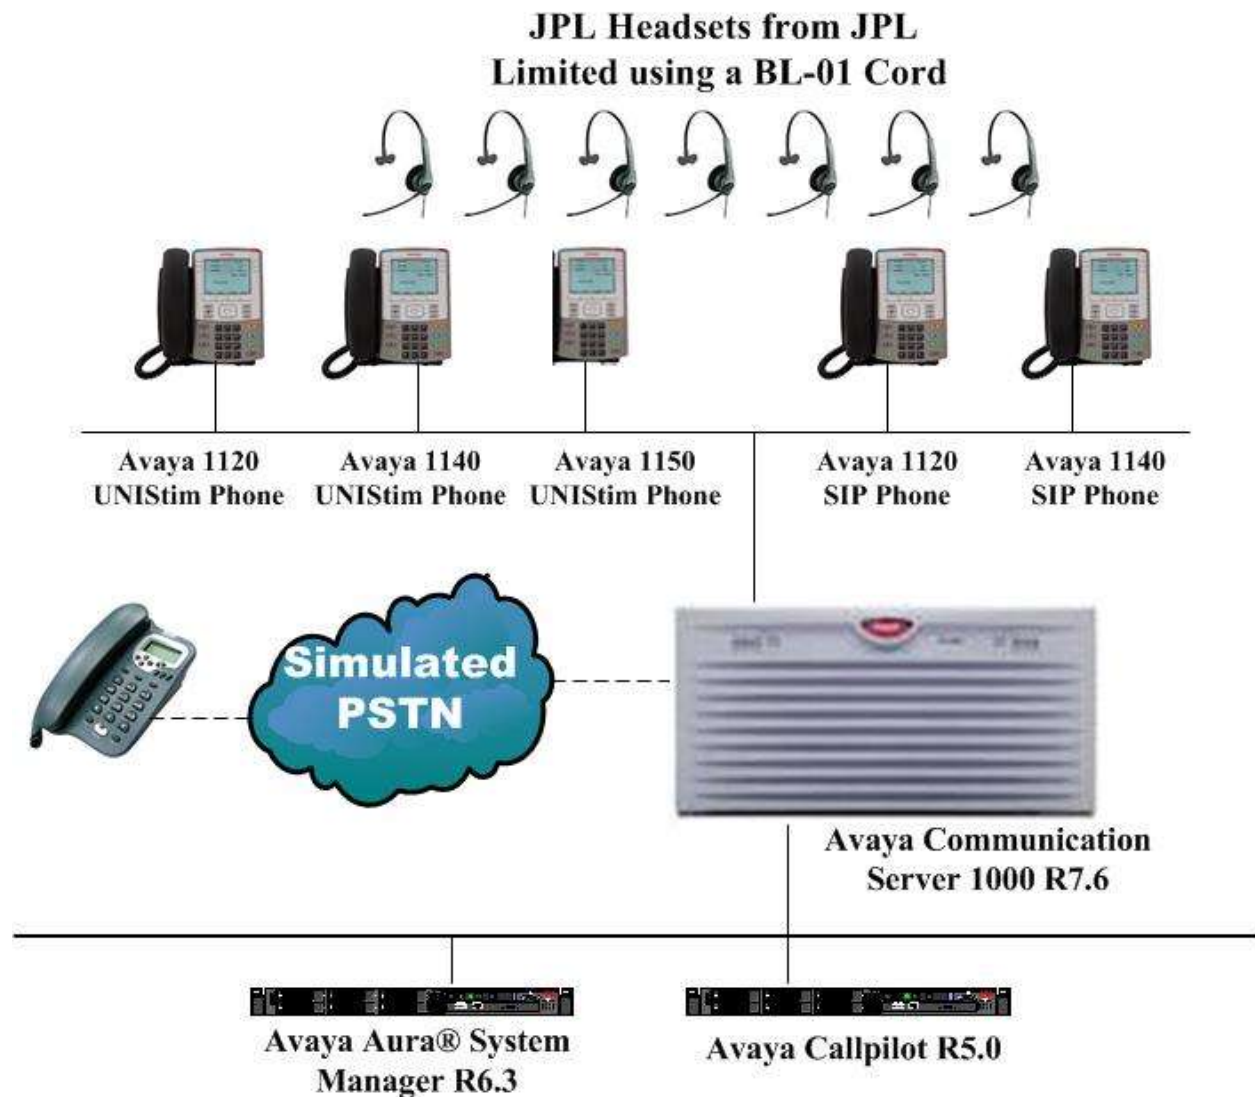 JPL Headsets from JPL
Limited using a BL-01 Cord
Avaya 1120
UNIStim Phone
Avaya 1140
UNIStim Phone
Avaya 1150
UNIStim Phone
Avaya 1120
SIP Phone
Avaya 1140
SIP Phone
Simulated
PSTN
Avaya Communication
Server 1000 R7.6
Avaya Aura® System
Manager R6.3
Avaya Callpilot R5.0